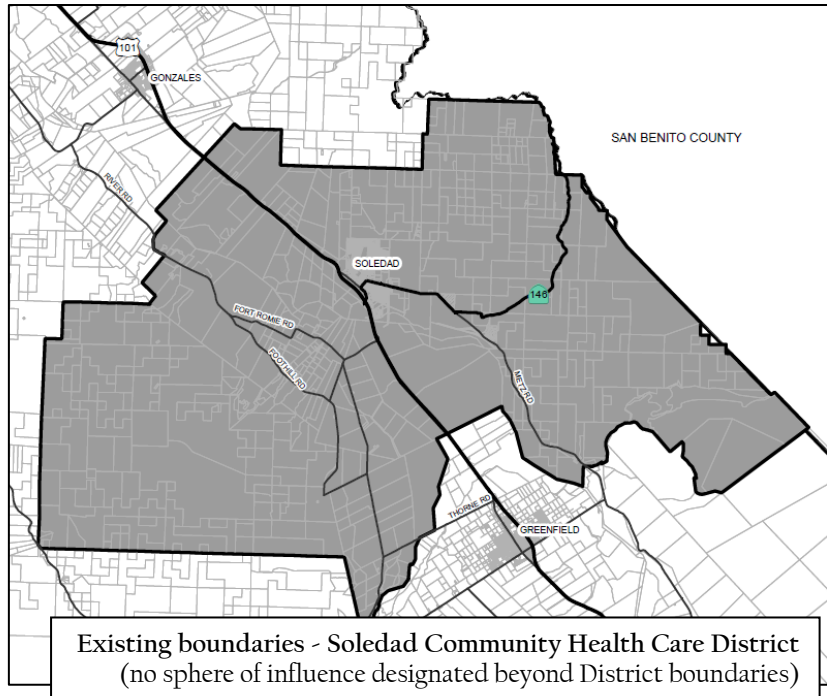 101
GONZALES
SAN BENITO COUNTY
RIVER RD
SOLEDAD
146
FORT ROMIE RD
FOOTHILL RD
METZ RD
THORNE RD
GREENFIELD
Existing boundaries - Soledad Community Health Care District
(no sphere of influence designated beyond District boundaries)